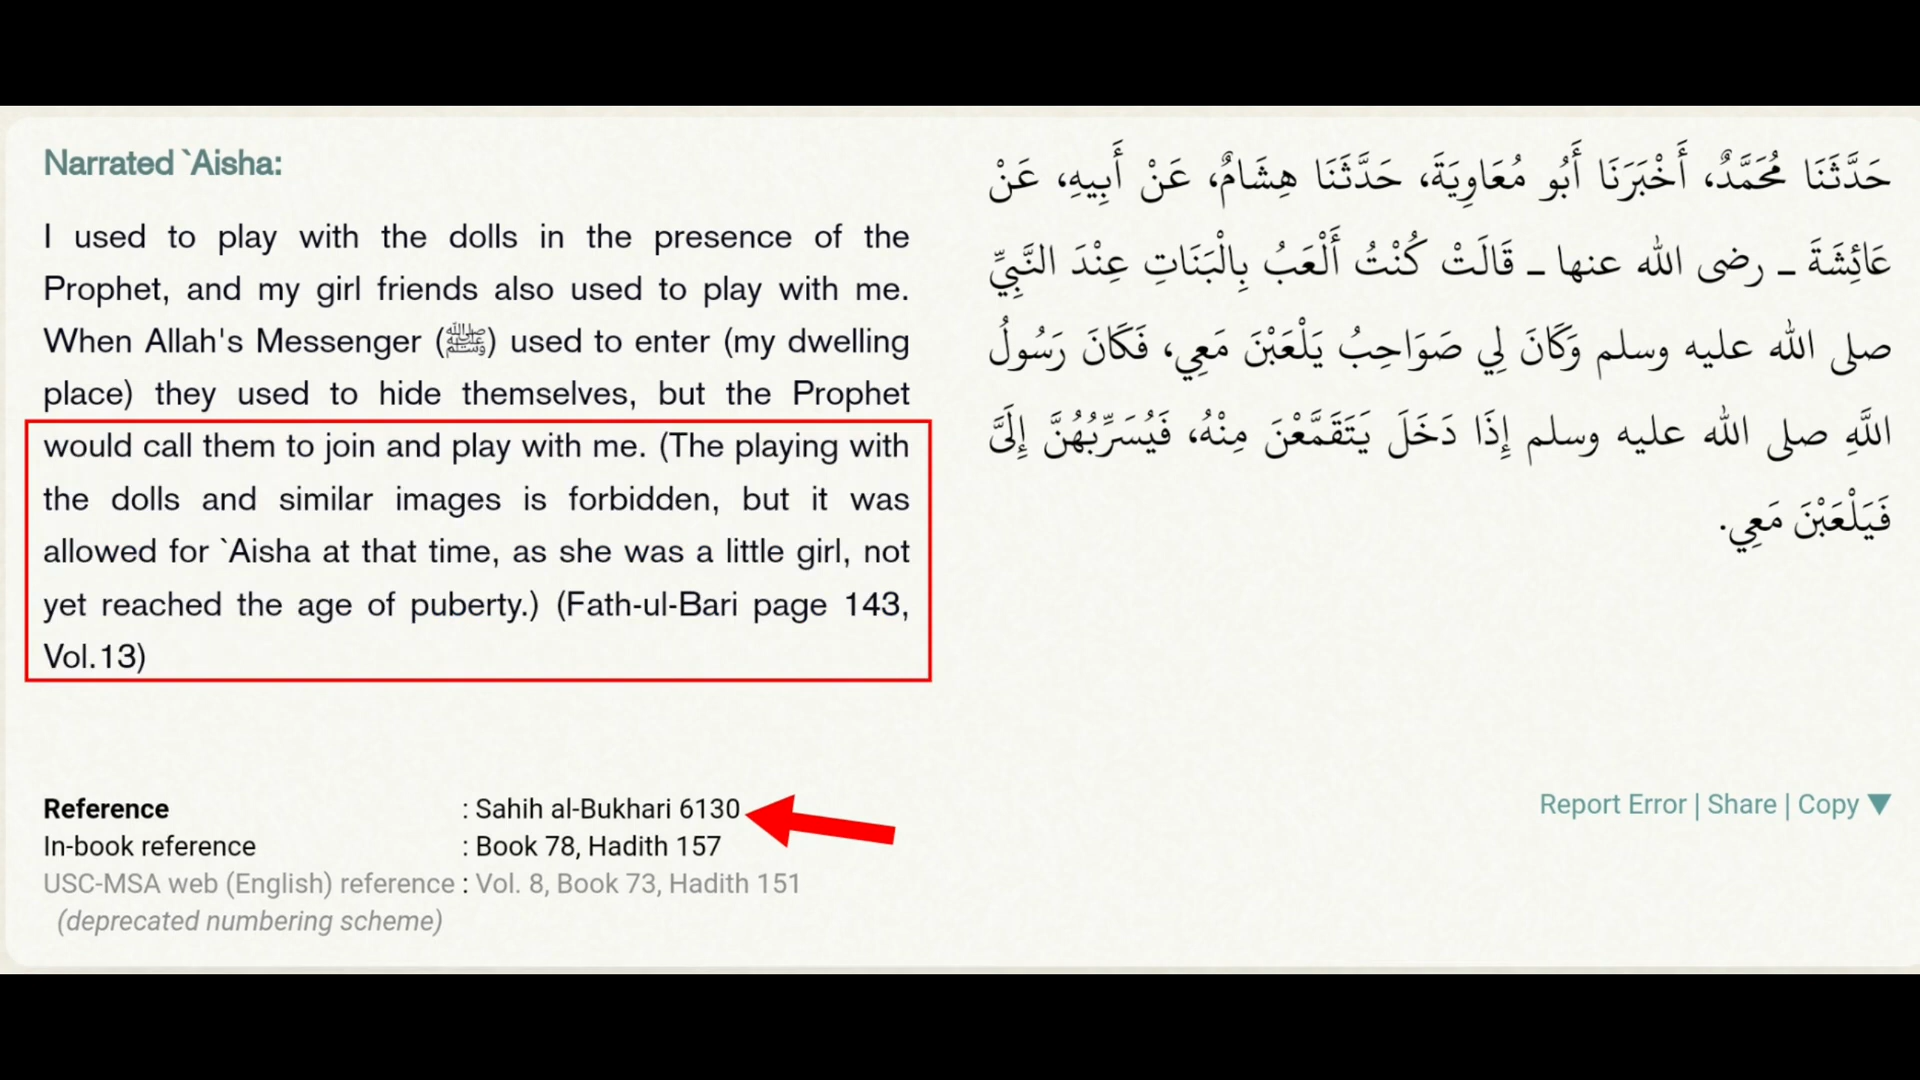 Narrated `Aisha:
I used to play with the dolls in the presence of the
Prophet, and my girl friends also used to play with me.
When Allah's Messenger (ﷺ) used to enter (my dwelling
place) they used to hide themselves, but the Prophet
would call them to join and play with me. (The playing with
the dolls and similar images is forbidden, but it was
allowed for `Aisha at that time, as she was a little girl, not
yet reached the age of puberty.) (Fath-ul-Bari page 143,
Vol.13)
حَدَّثَنَا مُحَمَّدٌ، أَخْبَرَنَا أَبُو مُعَاوِيَةَ، حَدَّثَنَا هِشَامٌ، عَنْ أَبِيهِ، عَنْ
عَائِشَةَ ـ رضى الله عنها ـ قَالَتْ كُنْتُ أَلْعَبُ بِالْبَنَاتِ عِنْدَ النَّبِيِّ
صلى الله عليه وسلم وَكَانَ لِي صَوَاحِبُ يَلْعَبْنَ مَعِي، فَكَانَ رَسُولُ
اللَّهِ صلى الله عليه وسلم إِذَا دَخَلَ يَتَقَمَّعْنَ مِنْهُ، فَيُسَرِّبُهُنَّ إِلَىَّ
فَيَلْعَبْنَ مَعِي.
Reference : Sahih al-Bukhari 6130
In-book reference : Book 78, Hadith 157
USC-MSA web (English) reference : Vol. 8, Book 73, Hadith 151
(deprecated numbering scheme)
Report Error | Share | Copy ▼